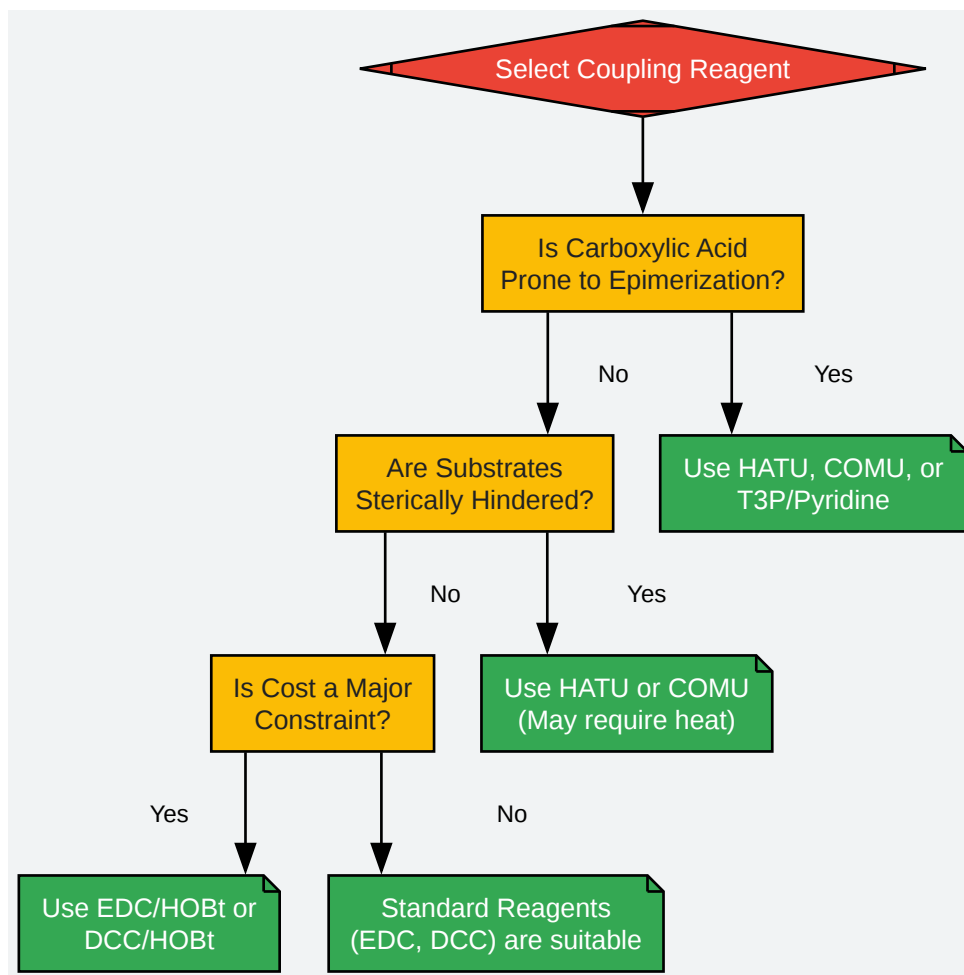 Select Coupling Reagent
Is Carboxylic Acid
Prone to Epimerization?
No
Yes
Are Substrates
Sterically Hindered?
Use HATU, COMU, or
T3P/Pyridine
No
Yes
Is Cost a Major
Constraint?
Use HATU or COMU
(May require heat)
Yes
No
Use EDC/HOBt or
DCC/HOBt
Standard Reagents
(EDC, DCC) are suitable